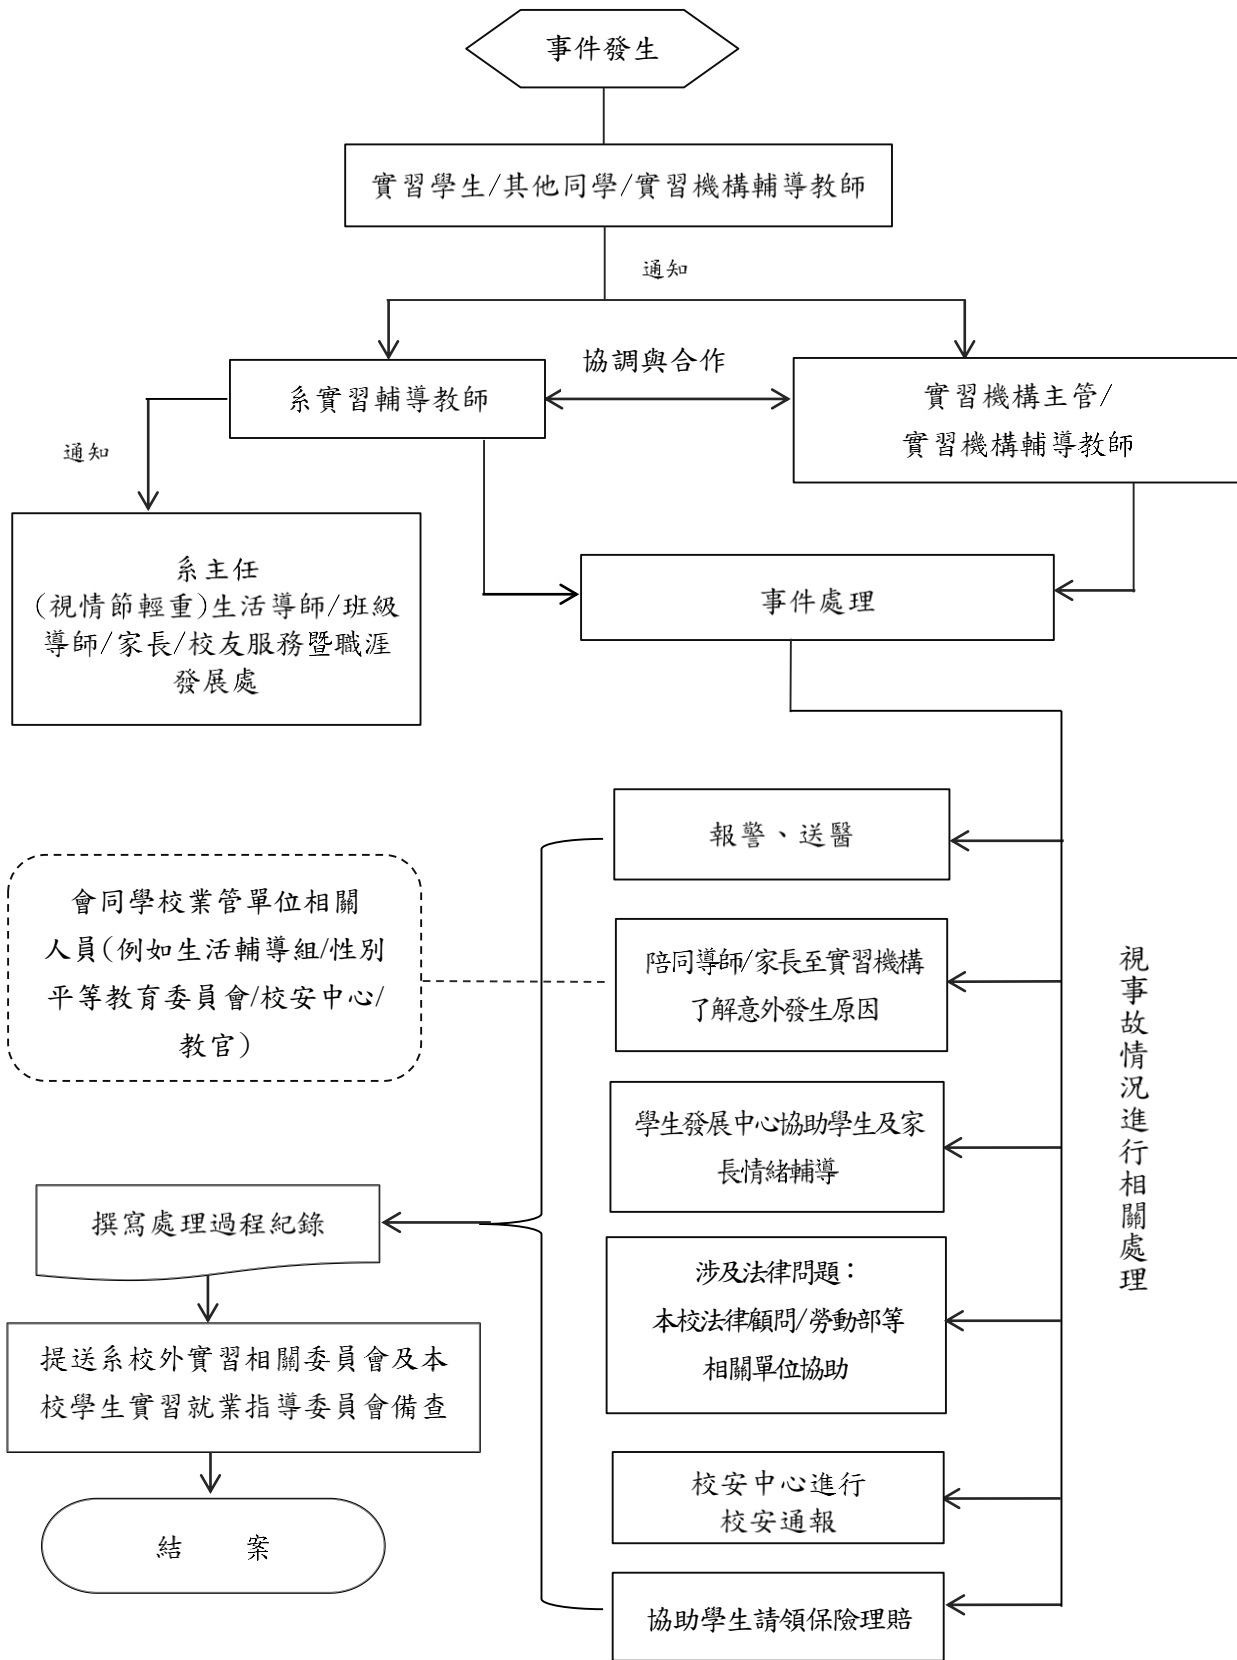 事件發生
實習學生/其他同學/實習機構輔導教師
通知
協調與合作
系實習輔導教師
實習機構主管/
實習機構輔導教師
通知
系主任
(視情節輕重)生活導師/班級
導師/家長/校友服務暨職涯
發展處
事件處理
報警、送醫
會同學校業管單位相關
人員(例如生活輔導組/性別
平等教育委員會/校安中心/
教官)
陪同導師/家長至實習機構
了解意外發生原因
視事故情況進行相關處理
學生發展中心協助學生及家
長情緒輔導
撰寫處理過程紀錄
涉及法律問題：
本校法律顧問/勞動部等
相關單位協助
提送系校外實習相關委員會及本
校學生實習就業指導委員會備查
校安中心進行
校安通報
結 案
協助學生請領保險理賠